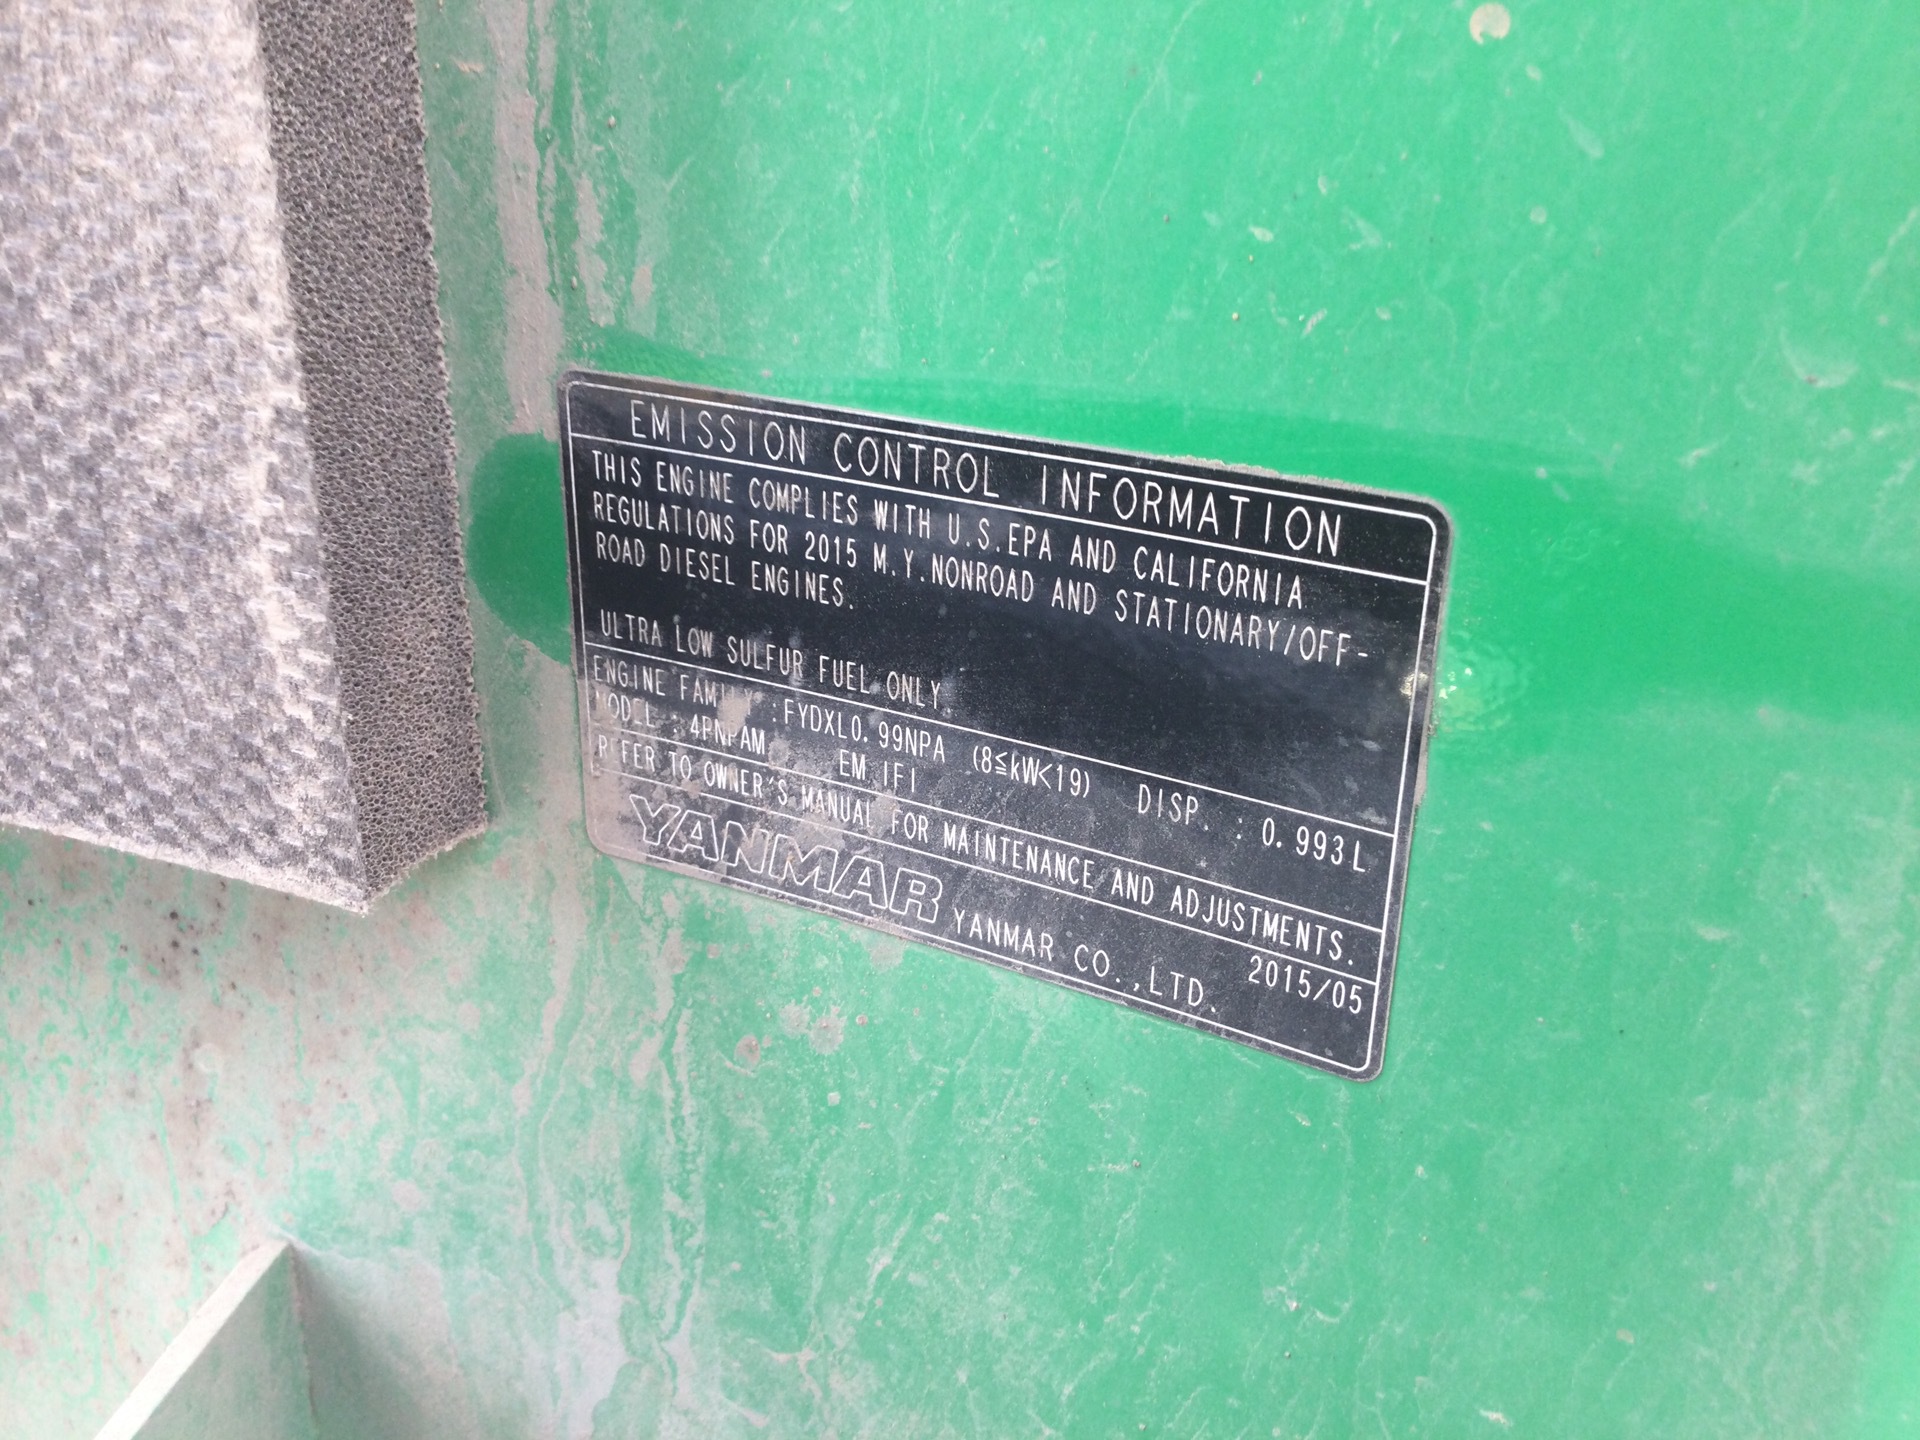 EMISSION CONTROL INFORMATION
THIS ENGINE COMPLIES WITH U.S.EPA AND CALIFORNIA
REGULATIONS FOR 2015 M.Y.NONROAD AND STATIONARY/OFF-
ROAD DIESEL ENGINES.
ULTRA LOW SULFUR FUEL ONLY
ENGINE FAMILY : FYDXL0.99NPA (8≦kW<19) DISP. : 0.993L
MODEL : EM IFI
REFER TO OWNER'S MANUAL FOR MAINTENANCE AND ADJUSTMENTS.
YANMAR YANMAR CO.,LTD. 2015/05